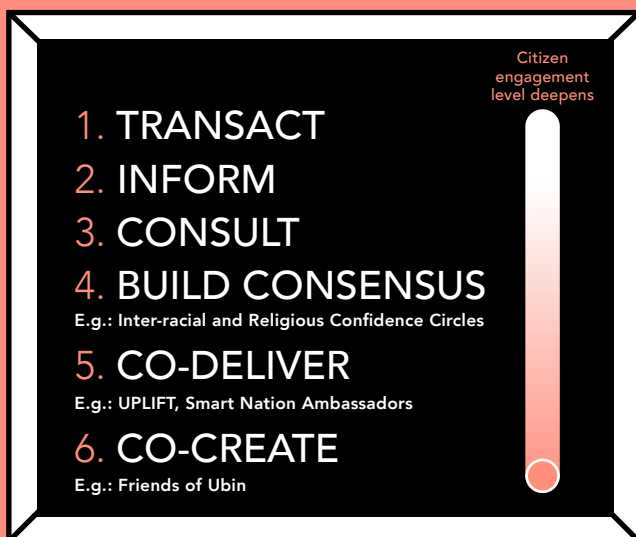 Citizen
engagement
level deepens
1. TRANSACT
2. INFORM
3. CONSULT
4. BUILD CONSENSUS
E.g.: Inter-racial and Religious Confidence Circles
5. CO-DELIVER
E.g.: UPLIFT, Smart Nation Ambassadors
6. CO-CREATE
E.g.: Friends of Ubin